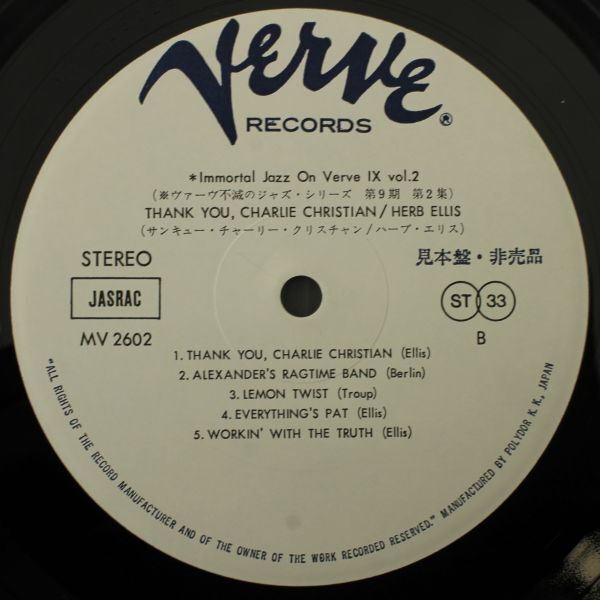 VERVE
RECORDS ®
*Immortal Jazz On Verve IX vol.2
(※ヴァーヴ不滅のジャズ・シリーズ 第9期 第2集)
THANK YOU, CHARLIE CHRISTIAN/HERB ELLIS
(サンキュー・チャーリー・クリスチャン/ハーブ・エリス)
STEREO
見本盤・非売品
JASRAC
ST 33
MV 2602
B
1. THANK YOU, CHARLIE CHRISTIAN (Ellis)
2. ALEXANDER'S RAGTIME BAND (Berlin)
3. LEMON TWIST (Troup)
4. EVERYTHING'S PAT (Ellis)
5. WORKIN' WITH THE TRUTH (Ellis)
"ALL RIGHTS OF THE RECORD MANUFACTURER AND OF THE OWNER OF THE WORK RECORDED RESERVED." MANUFACTURED BY POLYDOR K.K., JAPAN